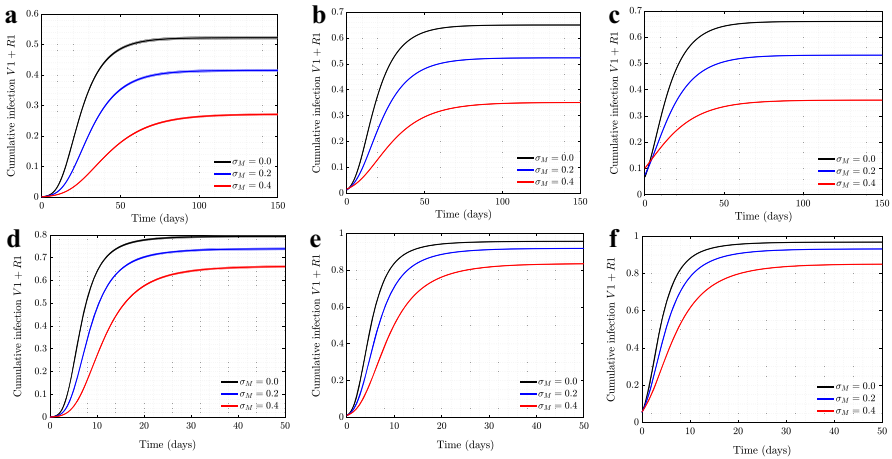 a
Cumulative infection V1 + R1
0.6
0.5
0.4
0.3
0.2
0.1
0
0 50 100 150
Time (days)
σM = 0.0
σM = 0.2
σM = 0.4
b
Cumulative infection V1 + R1
0.7
0.6
0.5
0.4
0.3
0.2
0.1
0
0 50 100 150
Time (days)
σM = 0.0
σM = 0.2
σM = 0.4
c
Cumulative infection V1 + R1
0.7
0.6
0.5
0.4
0.3
0.2
0.1
0
0 50 100 150
Time (days)
σM = 0.0
σM = 0.2
σM = 0.4
d
Cumulative infection V1 + R1
0.8
0.7
0.6
0.5
0.4
0.3
0.2
0.1
0
0 10 20 30 40 50
Time (days)
σM = 0.0
σM = 0.2
σM = 0.4
e
Cumulative infection V1 + R1
1
0.8
0.6
0.4
0.2
0
0 10 20 30 40 50
Time (days)
σM = 0.0
σM = 0.2
σM = 0.4
f
Cumulative infection V1 + R1
1
0.8
0.6
0.4
0.2
0
0 10 20 30 40 50
Time (days)
σM = 0.0
σM = 0.2
σM = 0.4